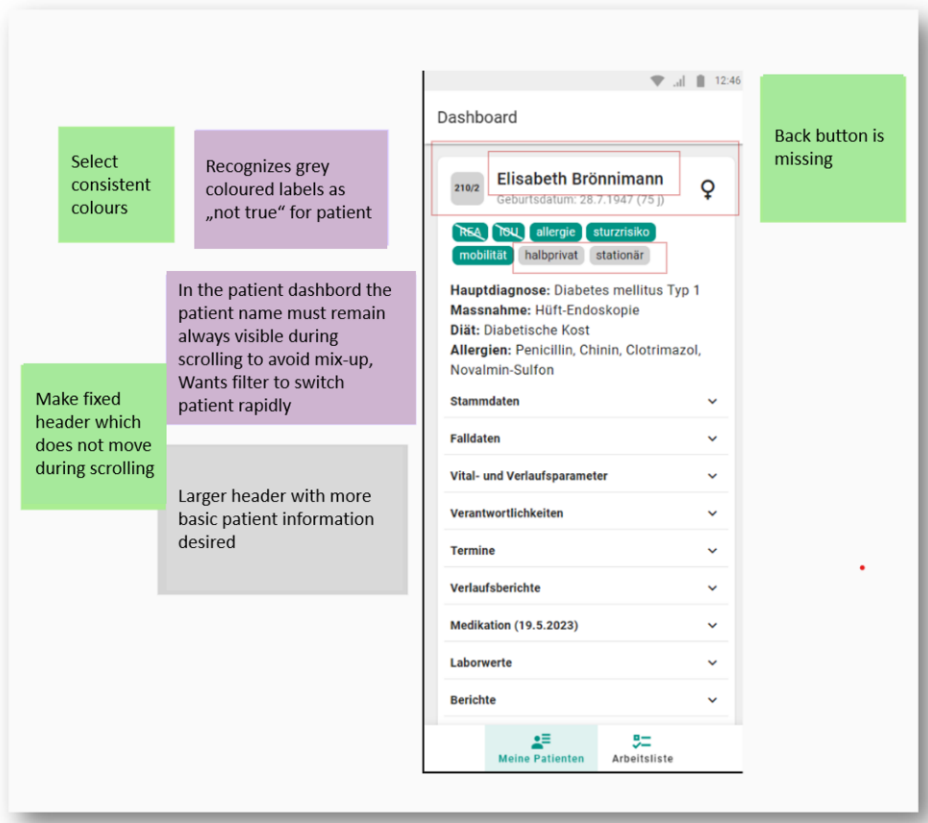 Select
consistent
colours
Recognizes grey
coloured labels as
„not true“ for patient
In the patient dashbord the
patient name must remain
always visible during
scrolling to avoid mix-up,
Wants filter to switch
patient rapidly
Make fixed
header which
does not move
during scrolling
Larger header with more
basic patient information
desired
12:46
Dashboard
210/2
Elisabeth Brönnimann
Geburtsdatum: 28.7.1947 (75 j)
REA IOU allergie sturzrisiko
mobilität halbprivat stationär
Hauptdiagnose: Diabetes mellitus Typ 1
Massnahme: Hüft-Endoskopie
Diät: Diabetische Kost
Allergien: Penicillin, Chinin, Clotrimazol,
Novalmin-Sulfon
Stammdaten
Falldaten
Vital- und Verlaufsparameter
Verantwortlichkeiten
Termine
Verlaufsberichte
Medikation (19.5.2023)
Laborwerte
Berichte
Meine Patienten Arbeitsliste
Back button is
missing